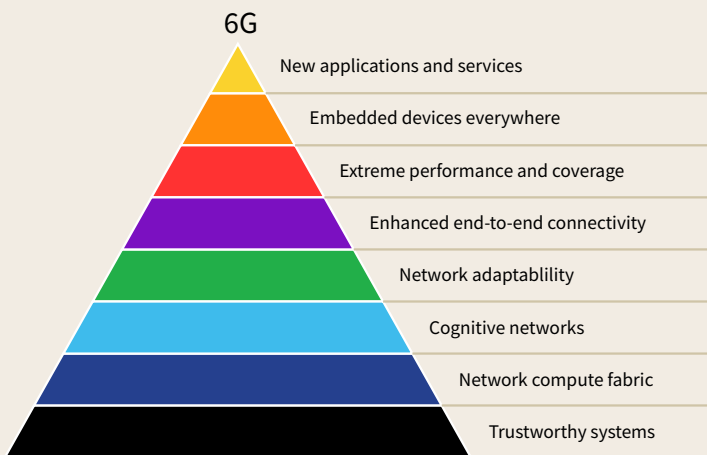 6G
New applications and services
Embedded devices everywhere
Extreme performance and coverage
Enhanced end-to-end connectivity
Network adaptablility
Cognitive networks
Network compute fabric
Trustworthy systems